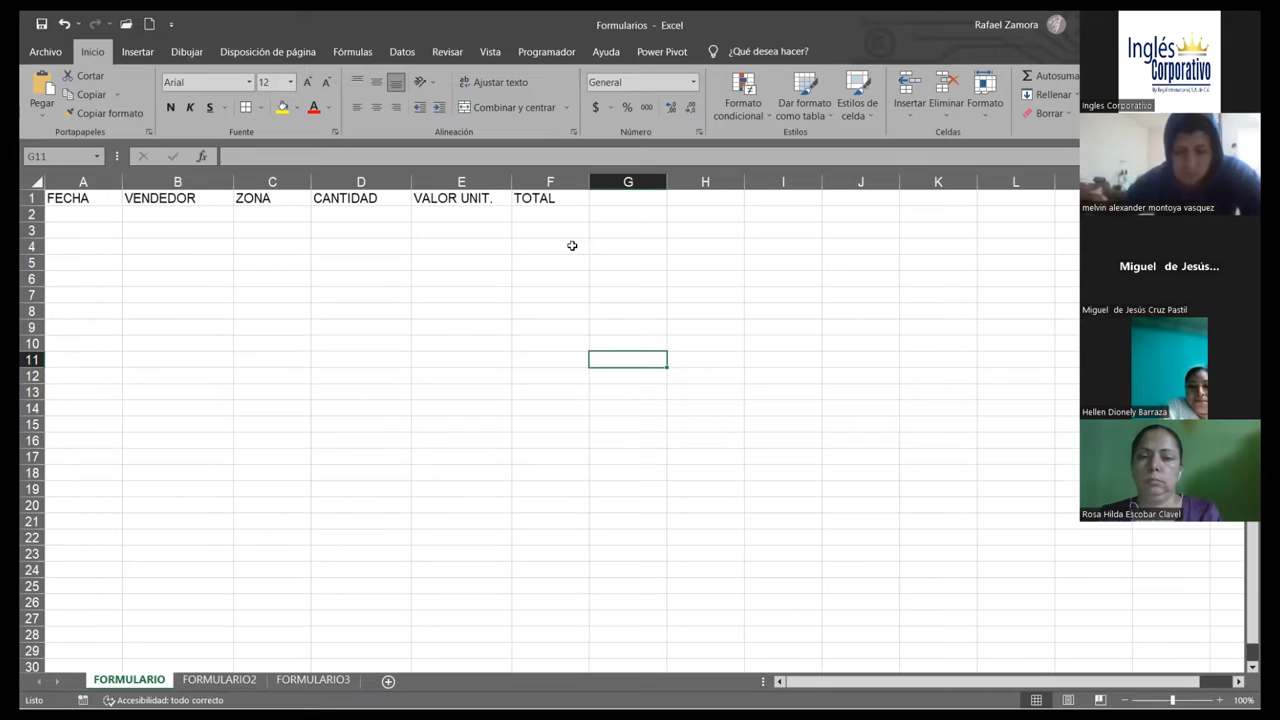 Formularios - Excel
Rafael Zamora
Archivo Inicio Insertar Dibujar Disposición de página Fórmulas Datos Revisar Vista Programador Ayuda Power Pivot ¿Qué desea hacer?
Pegar
Cortar
Copiar
Copiar formato
Portapapeles
Arial 12
N K S
Fuente
Ajustar texto
Combinar y centrar
Alineación
General
$ % 000
Número
Formato condicional
Dar formato como tabla
Estilos de celda
Estilos
Insertar Eliminar Formato
Celdas
Autosuma
Rellenar
Borrar
G11
fx
A B C D E F G H I J K L
1 FECHA VENDEDOR ZONA CANTIDAD VALOR UNIT. TOTAL
2
3
4
5
6
7
8
9
10
11
12
13
14
15
16
17
18
19
20
21
22
23
24
25
26
27
28
29
30
FORMULARIO FORMULARIO2 FORMULARIO3
Listo
Accesibilidad: todo correcto
100%
Inglés
Corporativo
Ingles Corporativo
melvin alexander montoya vasquez
Miguel de Jesús...
Miguel de Jesús Cruz Pastil
Hellen Dionely Barraza
Rosa Hilda Escobar Clavel